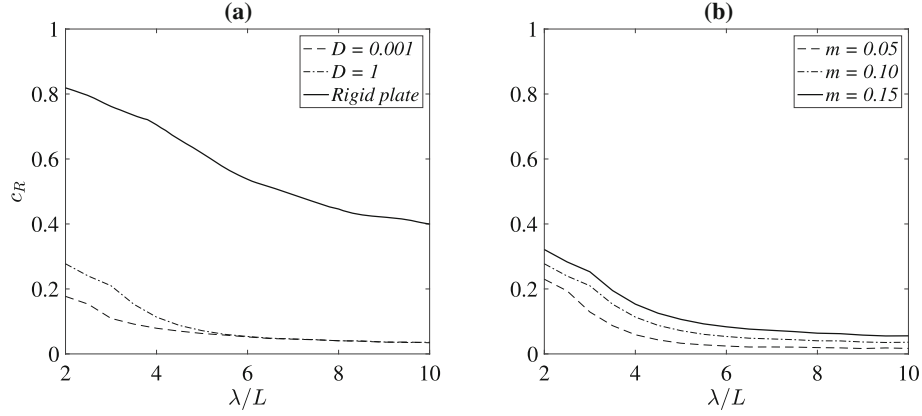 (a)
1
0.8
0.6
0.4
0.2
0
c_R
2 4 6 8 10
λ/L
D = 0.001
D = 1
Rigid plate
(b)
1
0.8
0.6
0.4
0.2
0
2 4 6 8 10
λ/L
m = 0.05
m = 0.10
m = 0.15